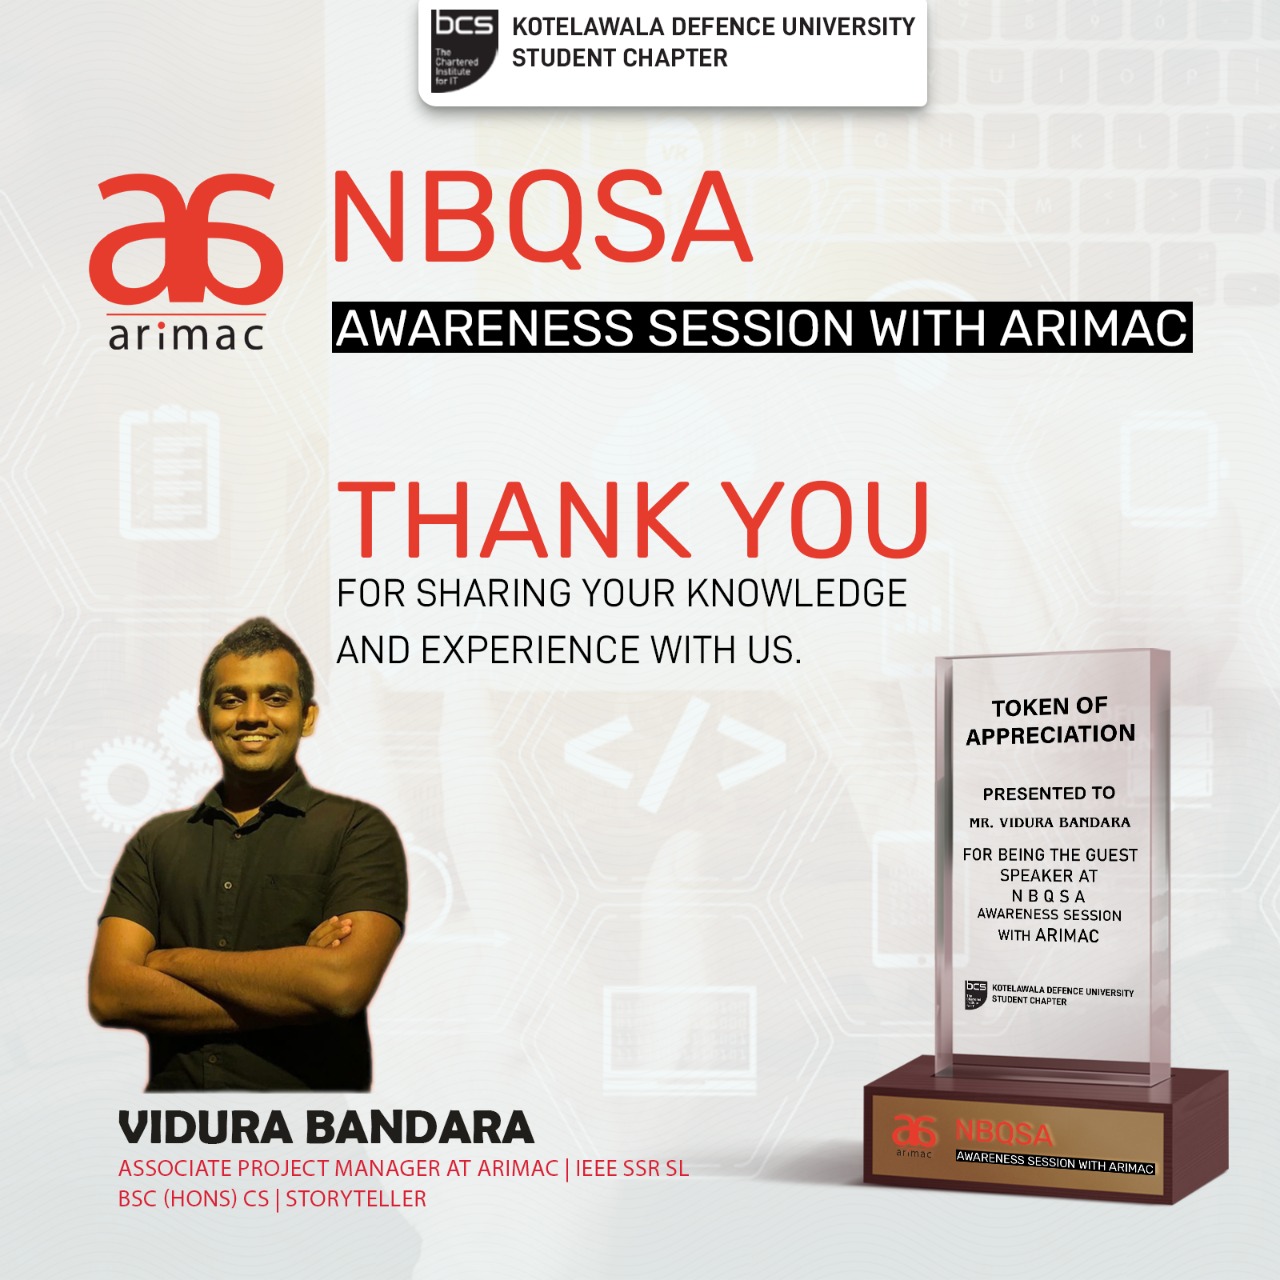 bcs
The
Chartered
Institute
for IT
KOTELAWALA DEFENCE UNIVERSITY
STUDENT CHAPTER
arimac
NBQSA
AWARENESS SESSION WITH ARIMAC
THANK YOU
FOR SHARING YOUR KNOWLEDGE
AND EXPERIENCE WITH US.
TOKEN OF
APPRECIATION
PRESENTED TO
MR. VIDURA BANDARA
FOR BEING THE GUEST
SPEAKER AT
NBQSA
AWARENESS SESSION
WITH ARIMAC
bcs
KOTELAWALA DEFENCE UNIVERSITY
STUDENT CHAPTER
arimac
NBQSA
AWARENESS SESSION WITH ARIMAC
VIDURA BANDARA
ASSOCIATE PROJECT MANAGER AT ARIMAC | IEEE SSR SL
BSC (HONS) CS | STORYTELLER